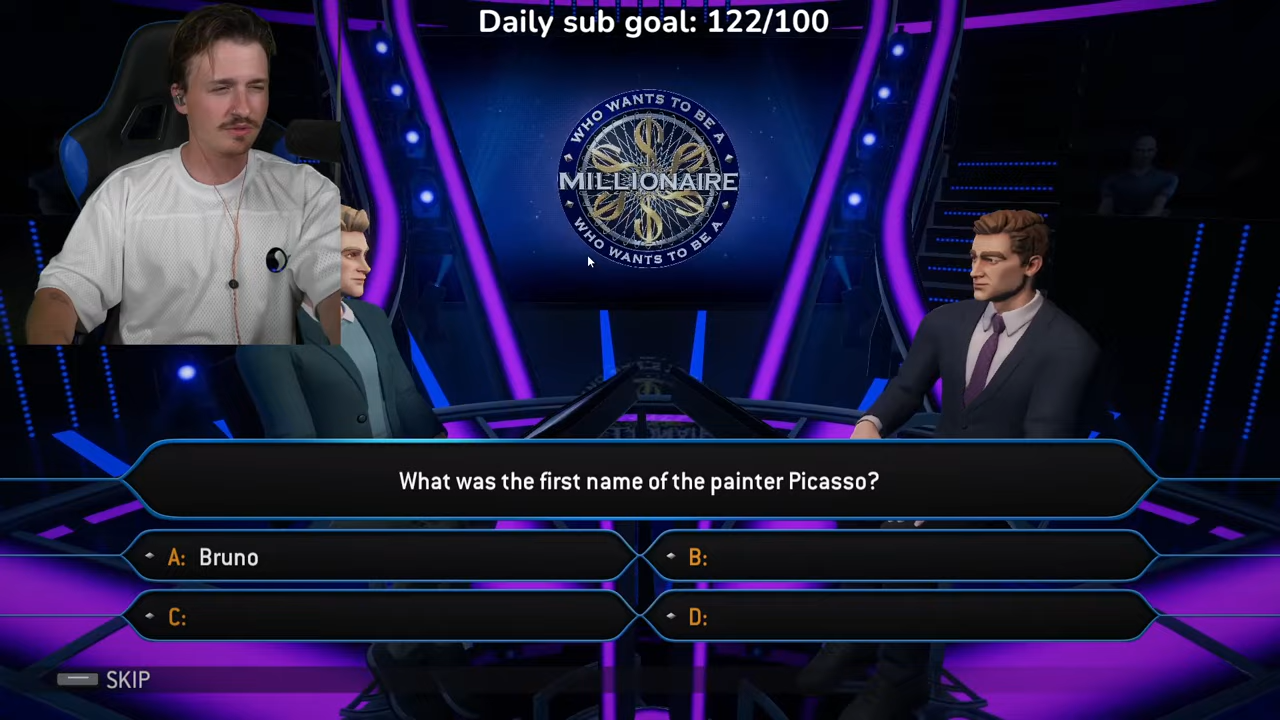 Daily sub goal: 122/100
WHO WANTS TO BE A
MILLIONAIRE
WHO WANTS TO BE A
What was the first name of the painter Picasso?
A: Bruno
B:
C:
D:
SKIP